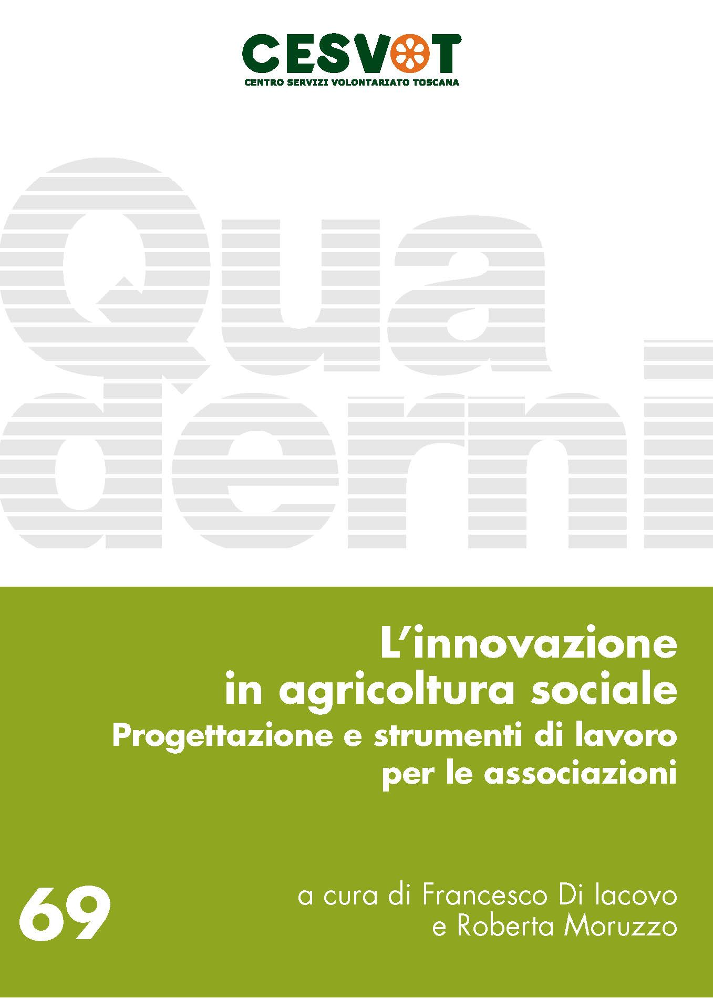 CESVOT
CENTRO SERVIZI VOLONTARIATO TOSCANA
Qua
derni
L’innovazione
in agricoltura sociale
Progettazione e strumenti di lavoro
per le associazioni
69
a cura di Francesco Di Iacovo
e Roberta Moruzzo